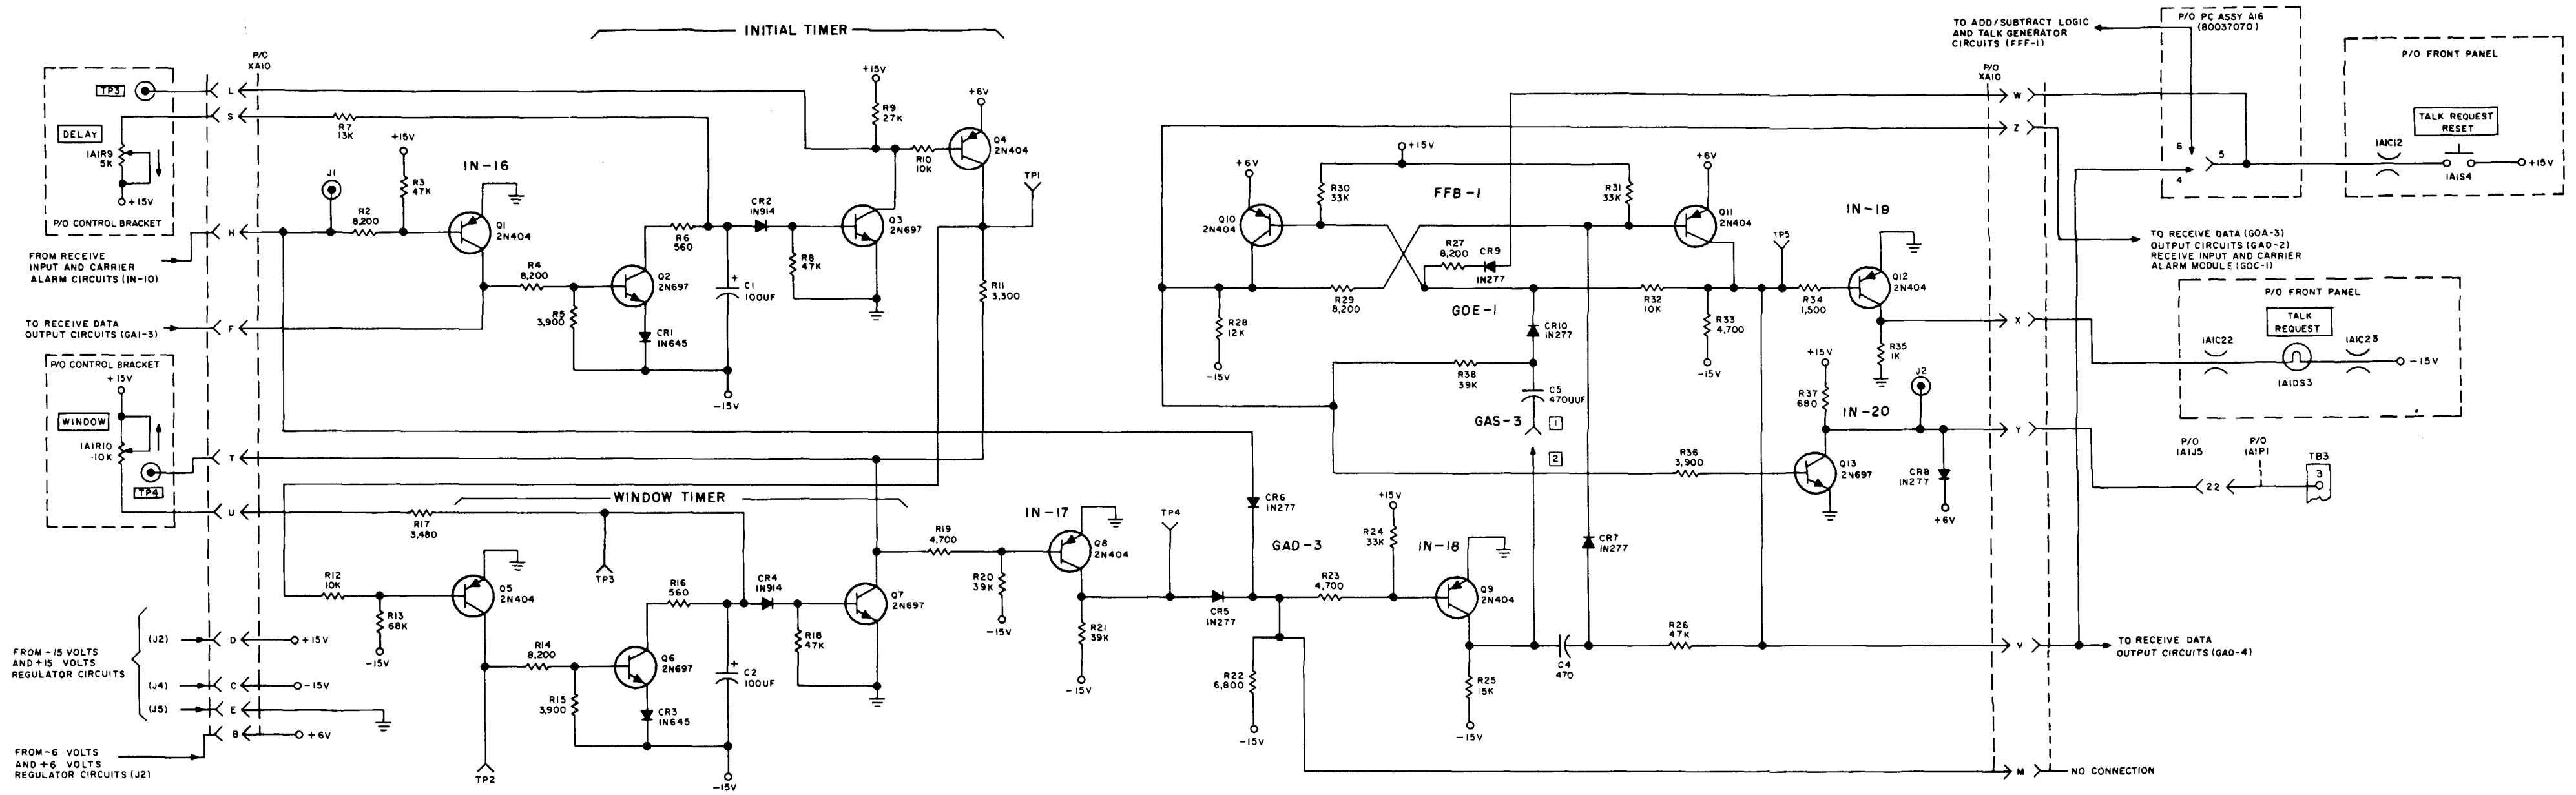 INITIAL TIMER
P/O
XA10
TP3
L
S
R7
13K
DELAY
1A1R9
5K
+15V
P/O CONTROL BRACKET
J1
R2
8,200
+15V
R3
47K
IN-16
Q1
2N404
H
FROM RECEIVE
INPUT AND CARRIER
ALARM CIRCUITS (IN-10)
R4
8,200
R5
3,900
Q2
2N697
CR1
1N645
R6
560
CR2
1N914
+
C1
100UF
-15V
R8
47K
Q3
2N697
+15V
R9
27K
R10
10K
+6V
Q4
2N404
TP1
R11
3,300
TO RECEIVE DATA
OUTPUT CIRCUITS (GAI-3)
F
P/O CONTROL BRACKET
+15V
WINDOW
1A1R10
10K
TP4
T
U
R17
3,480
WINDOW TIMER
TP3
R12
10K
R13
68K
-15V
Q5
2N404
TP2
R14
8,200
R15
3,900
Q6
2N697
CR3
1N645
R16
560
CR4
1N914
+
C2
100UF
-15V
R18
47K
Q7
2N697
FROM -15 VOLTS
AND +15 VOLTS
REGULATOR CIRCUITS
(J2)
D
+15V
(J4)
C
-15V
(J5)
E
B
+6V
FROM -6 VOLTS
AND +6 VOLTS
REGULATOR CIRCUITS (J2)
R19
4,700
R20
39K
-15V
IN-17
Q8
2N404
R21
39K
-15V
TP4
CR5
1N277
CR6
1N277
GAD-3
R22
6,800
-15V
R23
4,700
+15V
R24
33K
IN-18
Q9
2N404
R25
15K
-15V
C4
470
R26
47K
CR7
1N277
+6V
Q10
2N404
R28
12K
-15V
R30
33K
+15V
FFB-1
R31
33K
R27
8,200
CR9
1N277
R29
8,200
GOE-1
CR10
1N277
R38
39K
C5
470UUF
GAS-3
1
2
R32
10K
+6V
Q11
2N404
R33
4,700
-15V
TP5
R34
1,500
IN-19
Q12
2N404
R35
1K
+15V
R37
680
IN-20
R36
3,900
Q13
2N697
J2
CR8
1N277
+6V
P/O
XA10
W
Z
X
Y
V
M
NO CONNECTION
TO ADD/SUBTRACT LOGIC
AND TALK GENERATOR
CIRCUITS (FFF-1)
P/O PC ASSY A16
(80037070)
6
5
4
P/O FRONT PANEL
TALK REQUEST
RESET
1A1C12
1A1S4
+15V
TO RECEIVE DATA (GOA-3)
OUTPUT CIRCUITS (GAD-2)
RECEIVE INPUT AND CARRIER
ALARM MODULE (GOC-1)
P/O FRONT PANEL
TALK
REQUEST
1A1C22
1A1DS3
1A1C23
-15V
P/O
1A1J5
P/O
1A1P1
22
TB3
3
TO RECEIVE DATA
OUTPUT CIRCUITS (GAD-4)